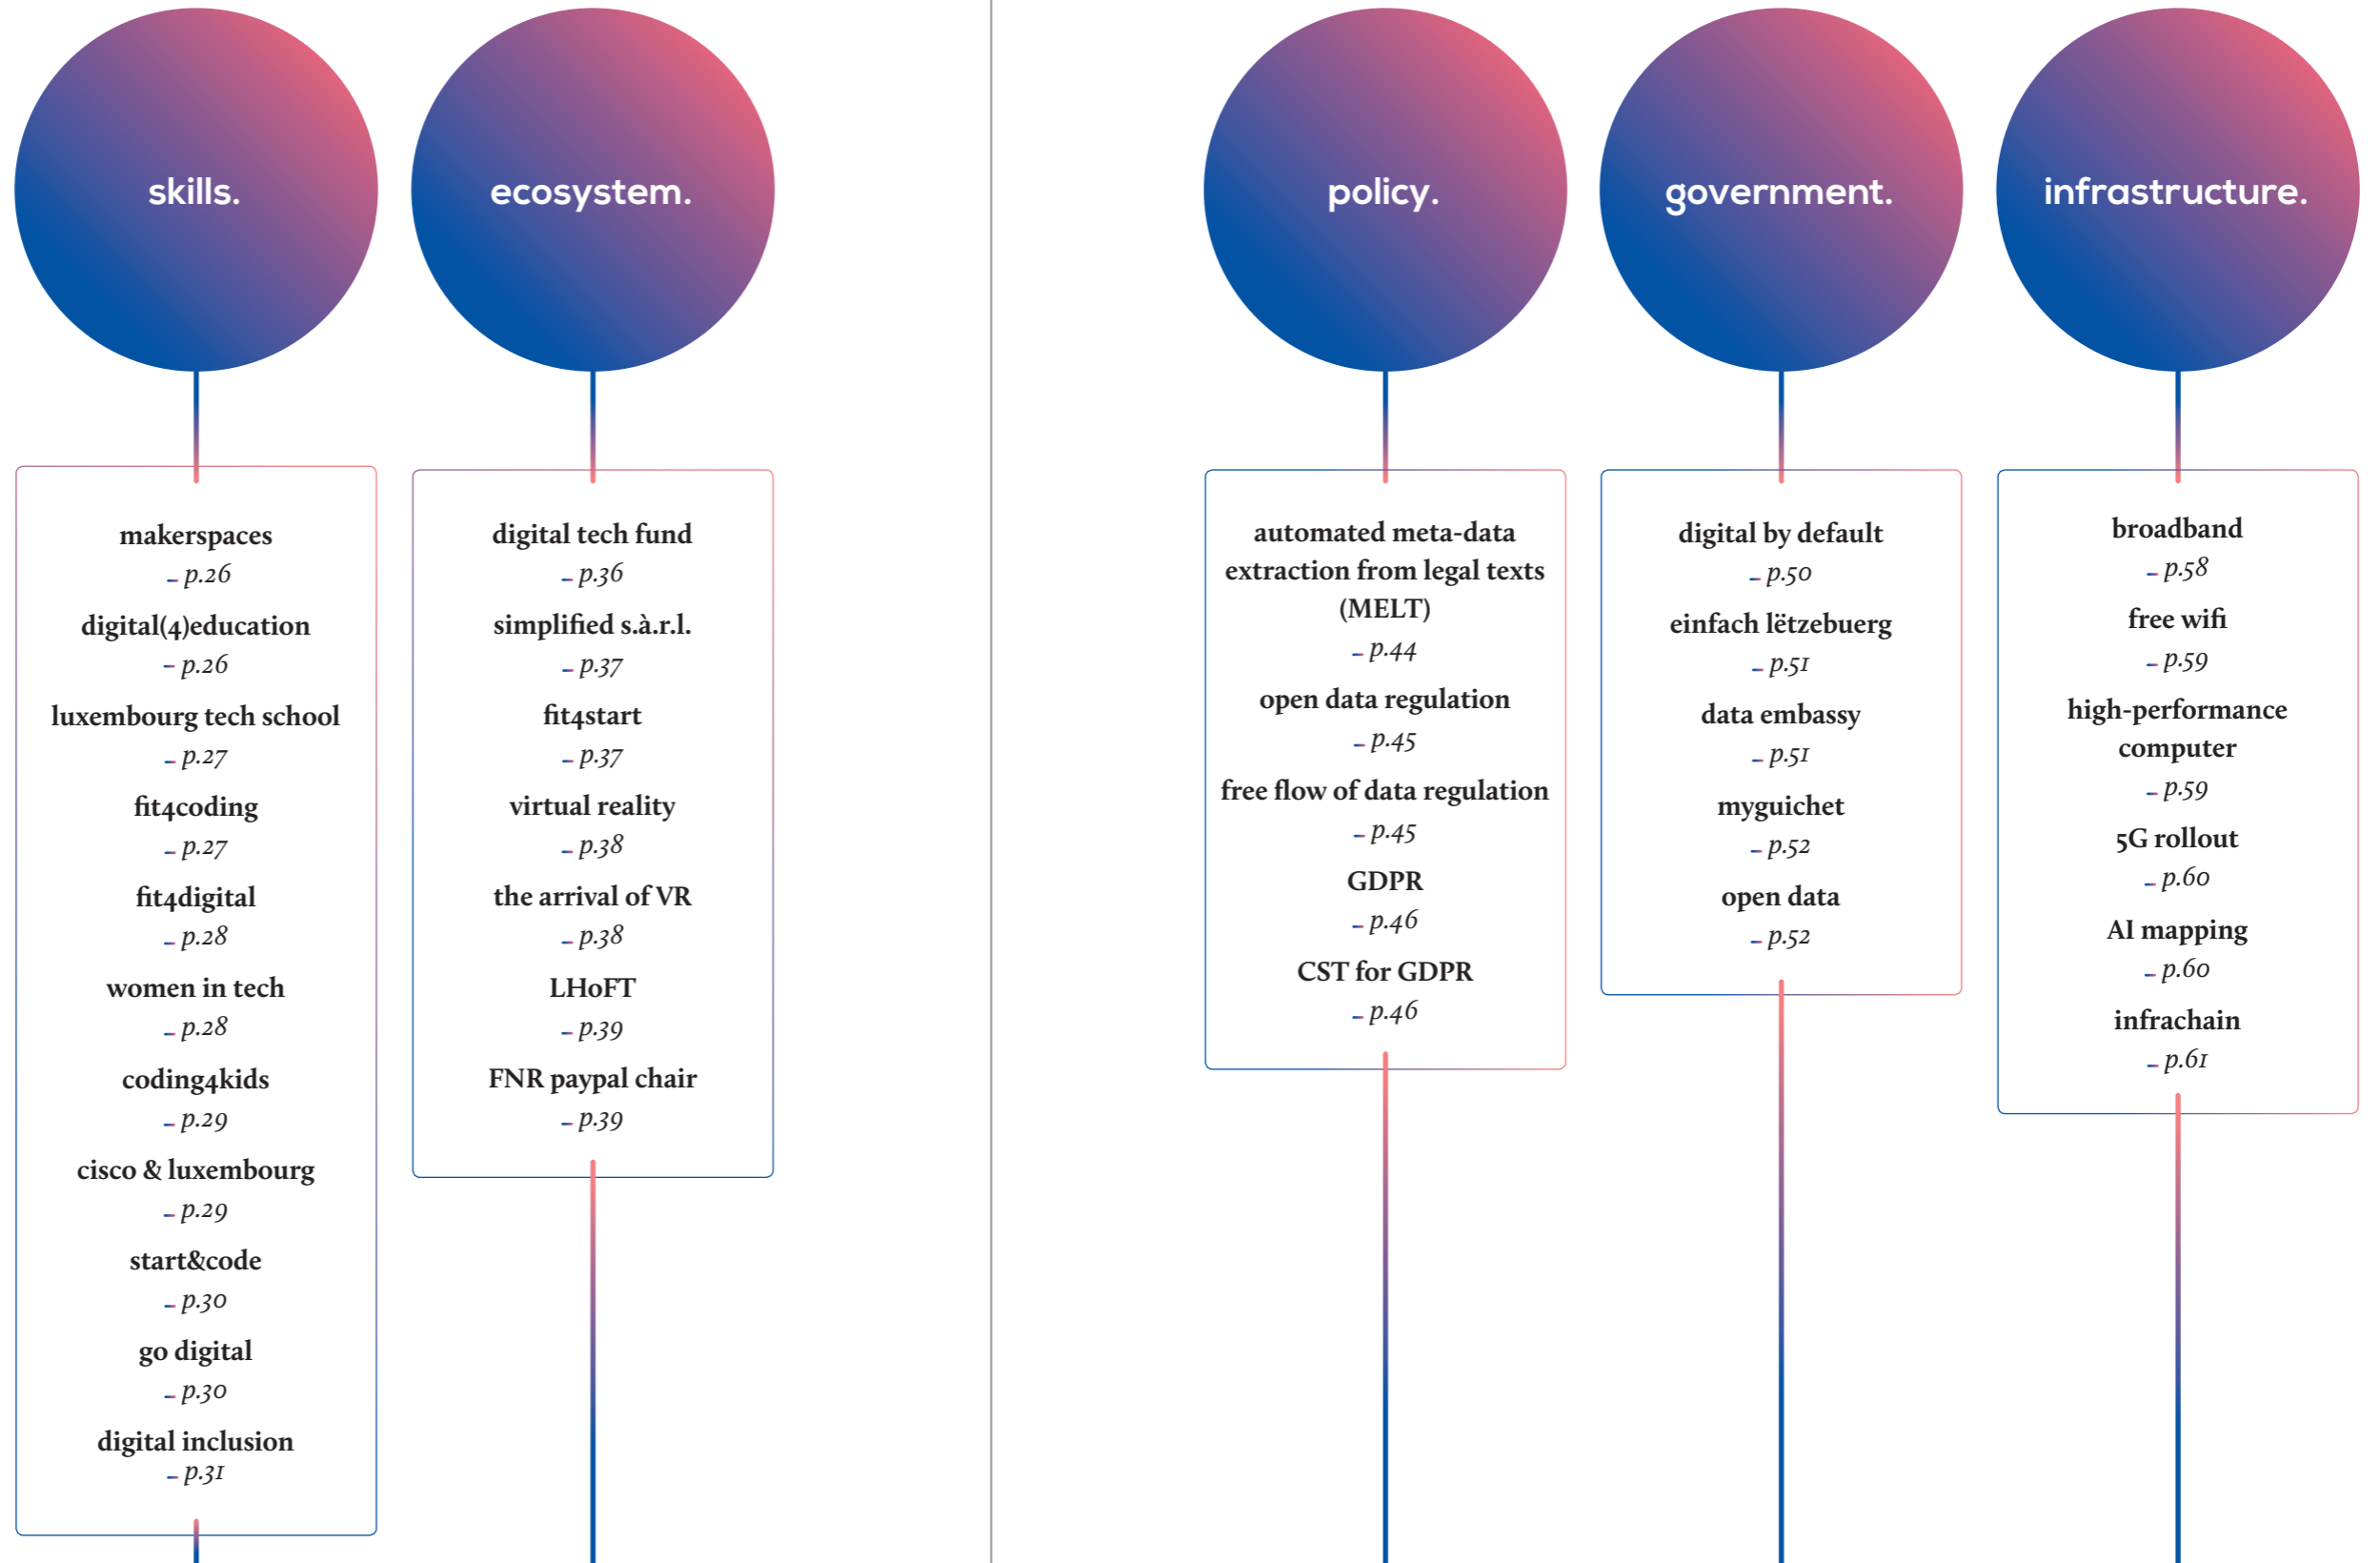 skills.
makerspaces
– p.26
digital(4)education
– p.26
luxembourg tech school
– p.27
fit4coding
– p.27
fit4digital
– p.28
women in tech
– p.28
coding4kids
– p.29
cisco & luxembourg
– p.29
start&code
– p.30
go digital
– p.30
digital inclusion
– p.31
ecosystem.
digital tech fund
– p.36
simplified s.à.r.l.
– p.37
fit4start
– p.37
virtual reality
– p.38
the arrival of VR
– p.38
LHoFT
– p.39
FNR paypal chair
– p.39
policy.
automated meta-data
extraction from legal texts
(MELT)
– p.44
open data regulation
– p.45
free flow of data regulation
– p.45
GDPR
– p.46
CST for GDPR
– p.46
government.
digital by default
– p.50
einfach lëtzebuerg
– p.51
data embassy
– p.51
myguichet
– p.52
open data
– p.52
infrastructure.
broadband
– p.58
free wifi
– p.59
high-performance
computer
– p.59
5G rollout
– p.60
AI mapping
– p.60
infrachain
– p.61